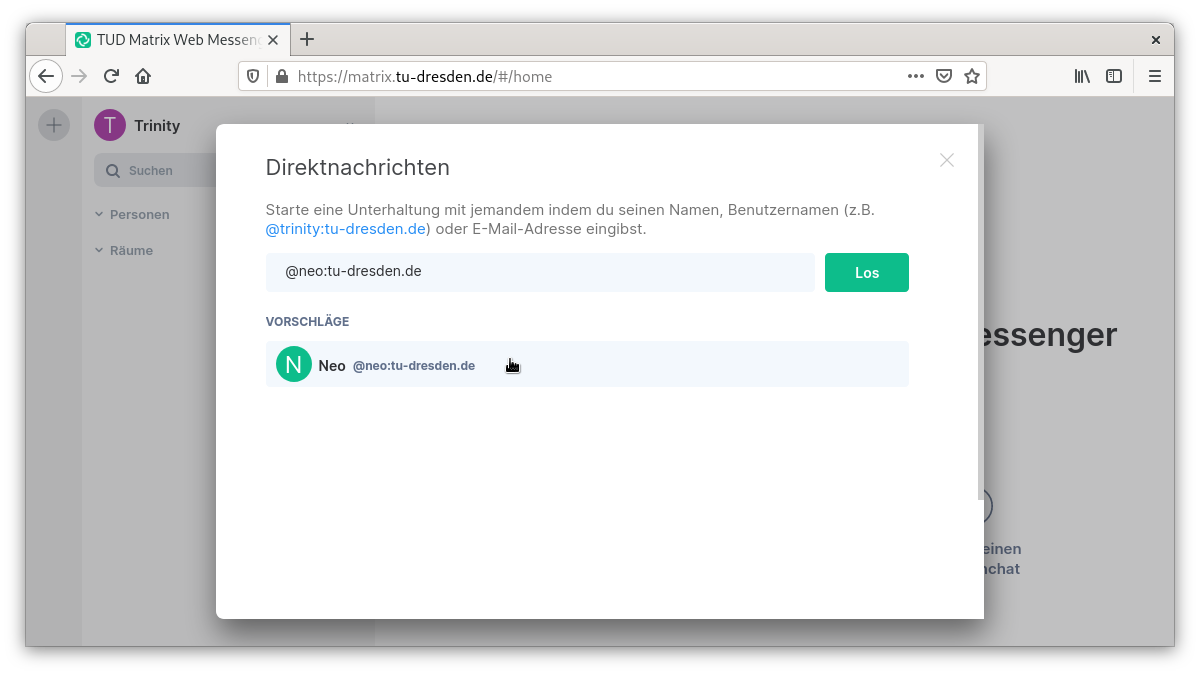 TUD Matrix Web Messeng
https://matrix.tu-dresden.de/#/home
T Trinity
Suchen
Personen
Räume
Direktnachrichten
Starte eine Unterhaltung mit jemandem indem du seinen Namen, Benutzernamen (z.B.
@trinity:tu-dresden.de) oder E-Mail-Adresse eingibst.
@neo:tu-dresden.de
Los
VORSCHLÄGE
N Neo @neo:tu-dresden.de
essenger
einen
chat